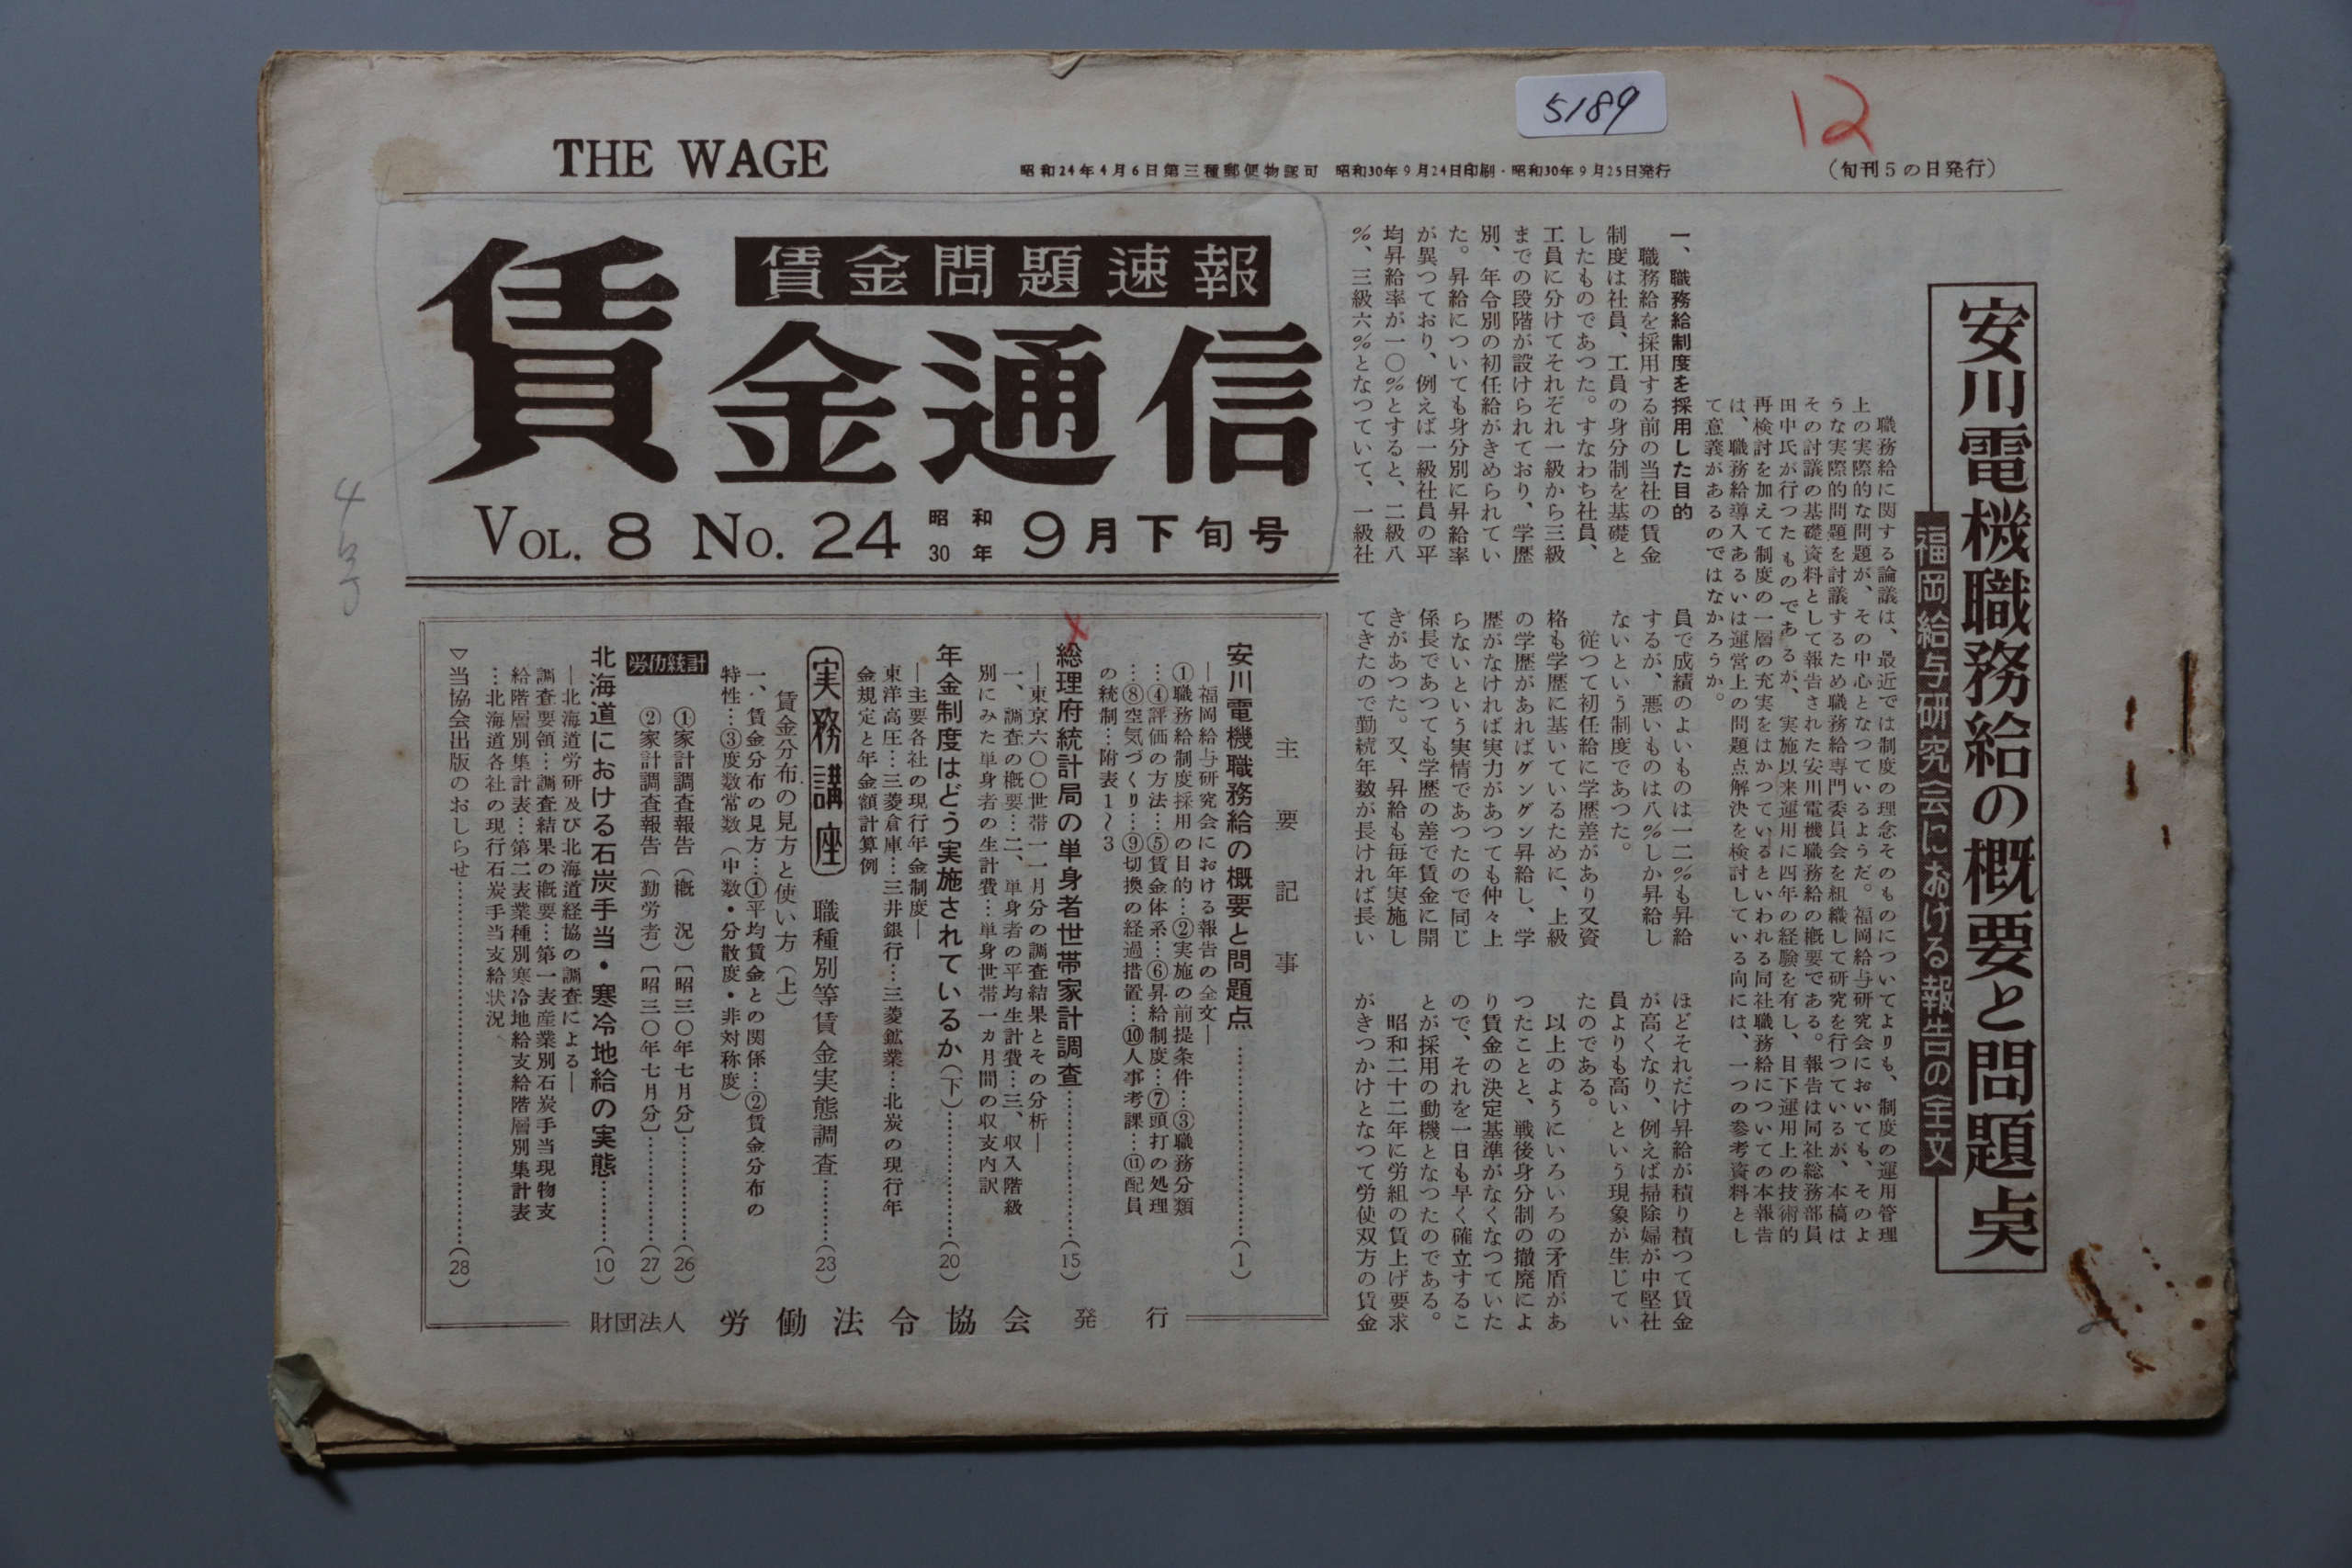 5189
12
THE WAGE
昭和24年4月6日第三種郵便物認可 昭和30年9月24日印刷・昭和30年9月25日発行
（旬刊5の日発行）
賃金問題速報
賃金通信
VOL. 8 No. 24 昭和30年 9月下旬号
安川電機職務給の概要と問題点
福岡給与研究会における報告の全文
職務給に関する論議は、最近では制度の理念そのものについてよりも、制度の運用管理
上の実際的な問題が、その中心となつているようだ。福岡給与研究会においても、そのよ
うな実際的問題を討議するため職務給専門委員会を組織して研究を行つているが、本稿は
その討議の基礎資料として報告された安川電機職務給の概要である。報告は同社総務部員
田中氏が行つたものであるが、実施以来運用に四年の経験を有し、目下運用上の技術的
再検討を加えて制度の一層の充実をはかつているといわれる同社職務給についての本報告
は、職務給導入あるいは運営上の問題点解決を検討している向には、一つの参考資料とし
て意義があるのではなかろうか。
一、職務給制度を採用した目的
職務給を採用する前の当社の賃金
制度は社員、工員の身分制を基礎と
したものであつた。すなわち社員、
工員に分けてそれぞれ一級から三級
までの段階が設けられており、学歴
別、年令別の初任給がきめられてい
た。昇給についても身分別に昇給率
が異つており、例えば一級社員の平
均昇給率が一〇％とすると、二級八
％、三級六％となつていて、一級社
員で成績のよいものは一二％も昇給
するが、悪いものは八％しか昇給し
ないという制度であつた。
従つて初任給に学歴差があり又資
格も学歴に基いているために、上級
の学歴があればグングン昇給し、学
歴がなければ実力があつても仲々上
らないという実情であつたので同じ
係長であつても学歴の差で賃金に開
きがあつた。又、昇給も毎年実施し
てきたので勤続年数が長ければ長い
ほどそれだけ昇給が積り積つて賃金
が高くなり、例えば掃除婦が中堅社
員よりも高いという現象が生じてい
たのである。
以上のようにいろいろの矛盾があ
つたことと、戦後身分制の撤廃によ
り賃金の決定基準がなくなつていた
ので、それを一日も早く確立するこ
とが採用の動機となつたのである。
昭和二十二年に労組の賃上げ要求
がきつかけとなつて労使双方の賃金
主要記事
安川電機職務給の概要と問題点…………（1）
―福岡給与研究会における報告の全文―
①職務給制度採用の目的…②実施の前提条件…③職務分類
…④評価の方法…⑤賃金体系…⑥昇給制度…⑦頭打の処理
…⑧空気づくり…⑨切換の経過措置…⑩人事考課…⑪配員
の統制…附表1～3
総理府統計局の単身者世帯家計調査…………（15）
―東京六〇〇世帯一一月分の調査結果とその分析―
一、調査の概要…二、単身者の平均生計費…三、収入階級
別にみた単身者の生計費…単身世帯一カ月間の収支内訳
年金制度はどう実施されているか（下）…………（20）
―主要各社の現行年金制度―
東洋高圧…三菱倉庫…三井銀行…三菱鉱業…北炭の現行年
金規定と年金額計算例
実務講座 職種別等賃金実態調査………（23）
賃金分布の見方と使い方（上）
一、賃金分布の見方…①平均賃金との関係…②賃金分布の
特性…③度数常数（中数・分散度・非対称度）
労仂統計
①家計調査報告（概 況）〔昭三〇年七月分〕…………（26）
②家計調査報告（勤労者）〔昭三〇年七月分〕…………（27）
北海道における石炭手当・寒冷地給の実態………（10）
―北海道労研及び北海道経協の調査による―
調査要領…調査結果の概要…第一表産業別石炭手当現物支
給階層別集計表…第二表業種別寒冷地給支給階層別集計表
…北海道各社の現行石炭手当支給状況
▽当協会出版のおしらせ…………（28）
財団法人 労働法令協会 発行